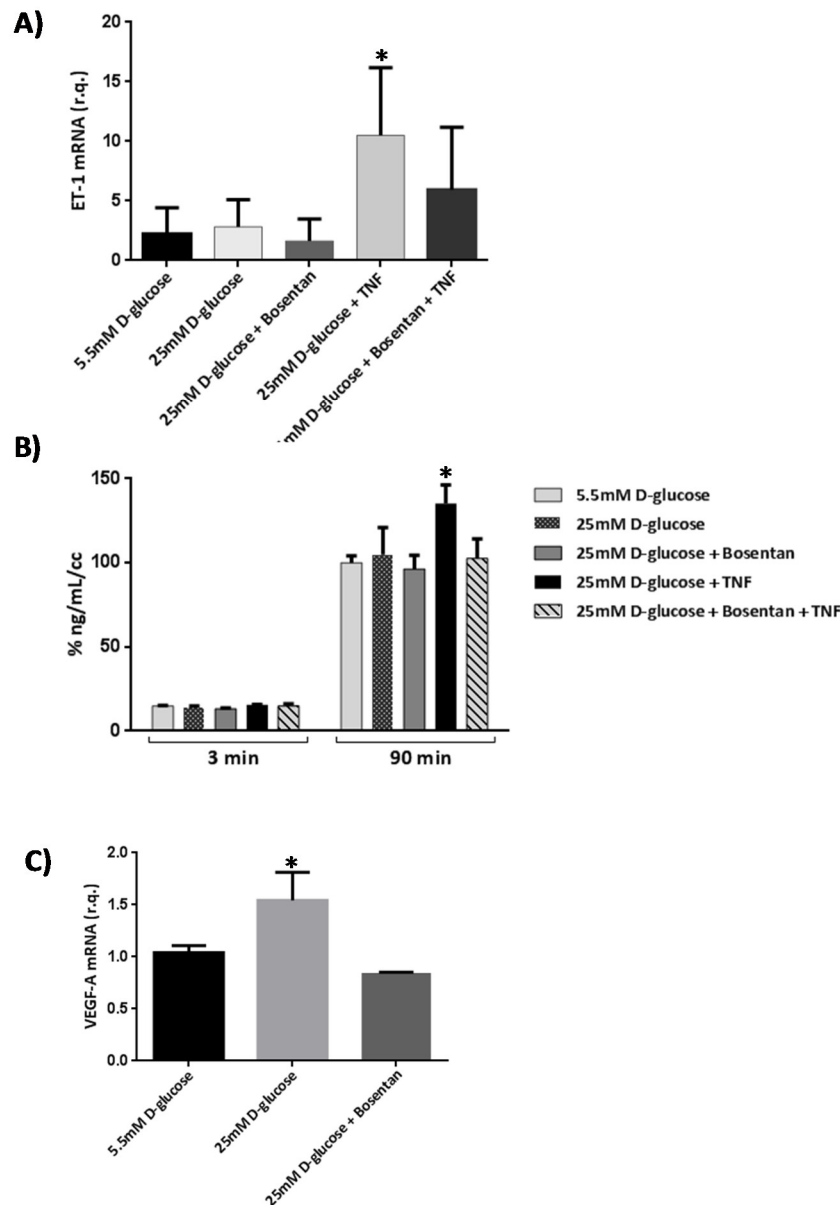 A)
20
15
10
5
0
ET-1 mRNA (r.q.)
*
5.5mM D-glucose
25mM D-glucose
25mM D-glucose + Bosentan
25mM D-glucose + TNF
mM D-glucose + Bosentan + TNF
B)
150
100
50
0
% ng/mL/cc
*
3 min
90 min
5.5mM D-glucose
25mM D-glucose
25mM D-glucose + Bosentan
25mM D-glucose + TNF
25mM D-glucose + Bosentan + TNF
C)
2.0
1.5
1.0
0.5
0.0
VEGF-A mRNA (r.q.)
*
5.5mM D-glucose
25mM D-glucose
25mM D-glucose + Bosentan